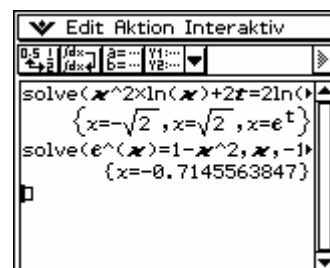 Edit Aktion Interaktiv
solve(x^2×ln(x)+2t=2ln(
{x=-√2 ,x=√2 ,x=e^t}
solve(e^(x)=1-x^2,x,-1
{x=-0.7145563847}